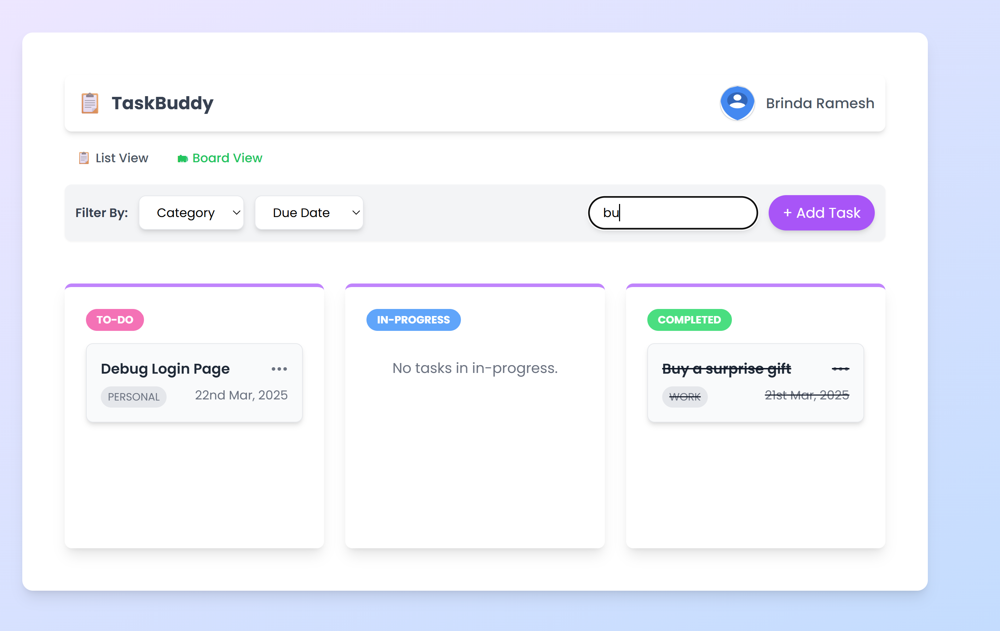 TaskBuddy
Brinda Ramesh
List View
Board View
Filter By:
Category
Due Date
bu
+ Add Task
TO-DO
Debug Login Page
PERSONAL
22nd Mar, 2025
IN-PROGRESS
No tasks in in-progress.
COMPLETED
Buy a surprise gift
WORK
21st Mar, 2025